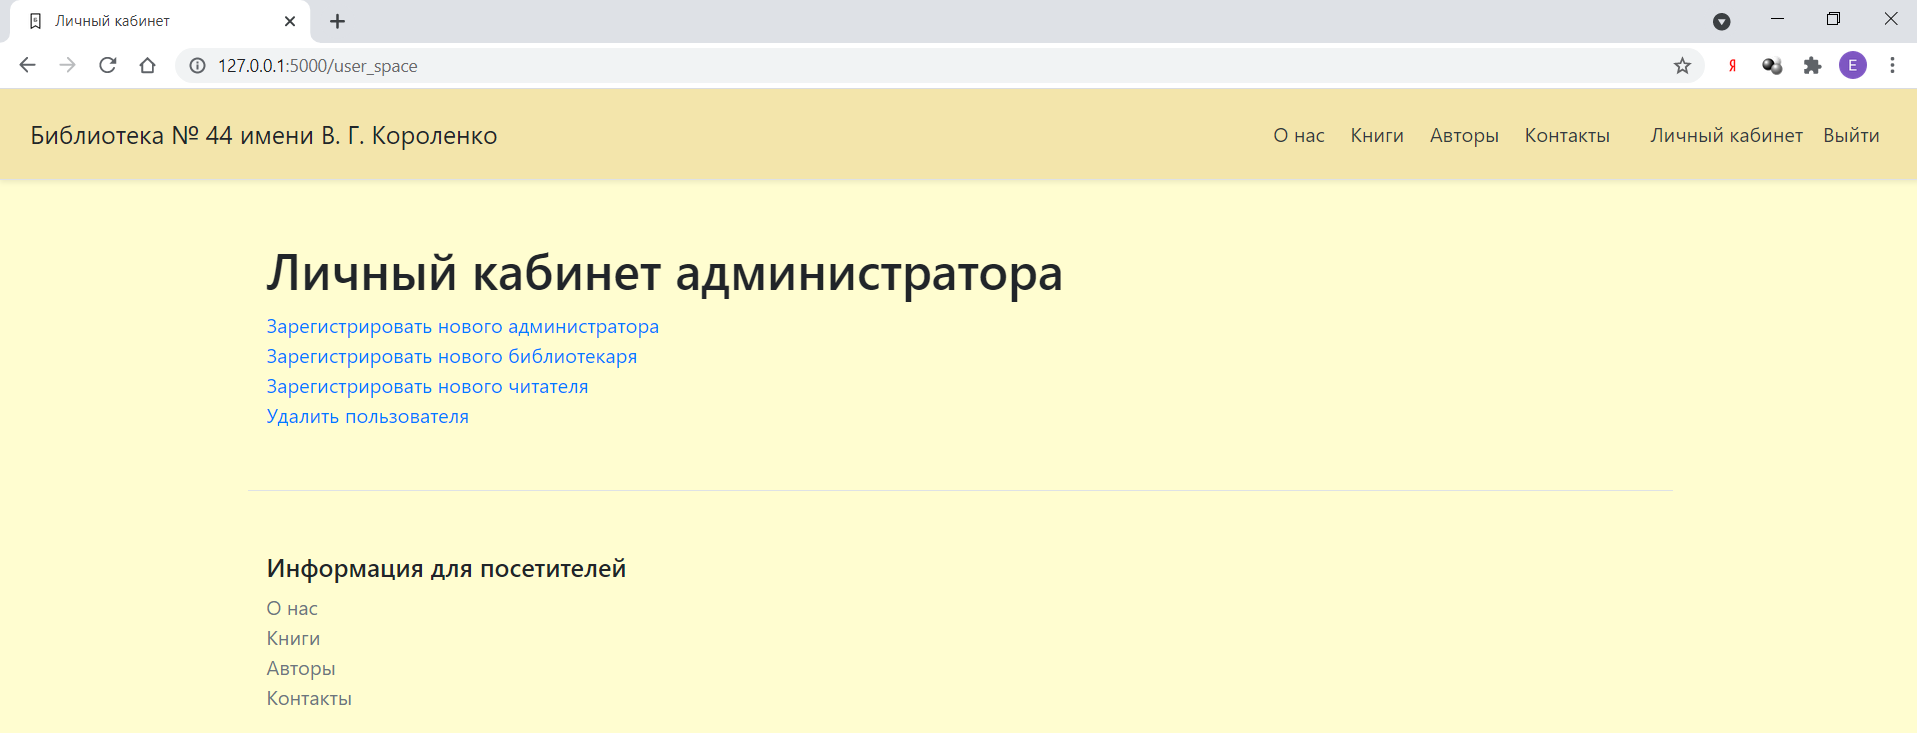 Личный кабинет
127.0.0.1:5000/user_space
Я
E
Библиотека № 44 имени В. Г. Короленко
О нас Книги Авторы Контакты Личный кабинет Выйти
Личный кабинет администратора
Зарегистрировать нового администратора
Зарегистрировать нового библиотекаря
Зарегистрировать нового читателя
Удалить пользователя
Информация для посетителей
О нас
Книги
Авторы
Контакты